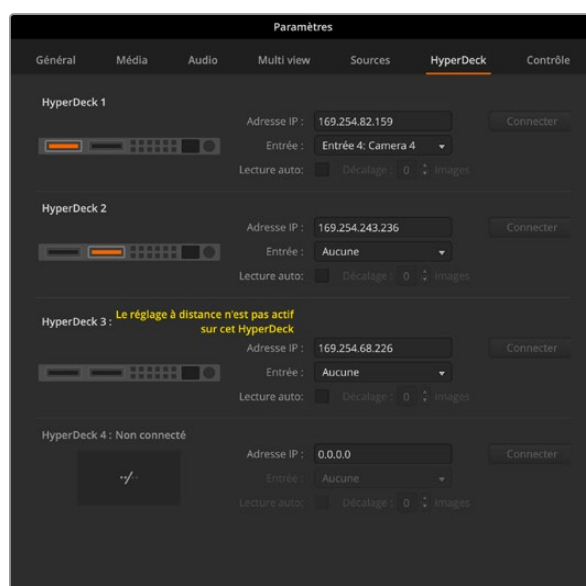 Paramètres
Général Média Audio Multi view Sources HyperDeck Contrôle
HyperDeck 1
Adresse IP : 169.254.82.159 Connecter
Entrée : Entrée 4: Camera 4
Lecture auto: Décalage : 0 images
HyperDeck 2
Adresse IP : 169.254.243.236 Connecter
Entrée : Aucune
Lecture auto: Décalage : 0 images
HyperDeck 3 : Le réglage à distance n'est pas actif
sur cet HyperDeck
Adresse IP : 169.254.68.226 Connecter
Entrée : Aucune
Lecture auto: Décalage : 0 images
HyperDeck 4 : Non connecté
Adresse IP : 0.0.0.0 Connecter
--/-- Entrée : Aucune
Lecture auto: Décalage : 0 images